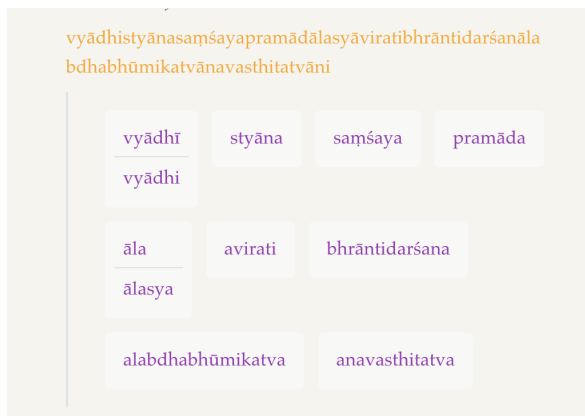 vyādhistyānasaṃśayapramādālasyāviratibhrāntidarśanāla
bdhabhūmikatvānavasthitatvāni
vyādhī styāna saṃśaya pramāda
vyādhi
āla avirati bhrāntidarśana
ālasya
alabdhabhūmikatva anavasthitatva